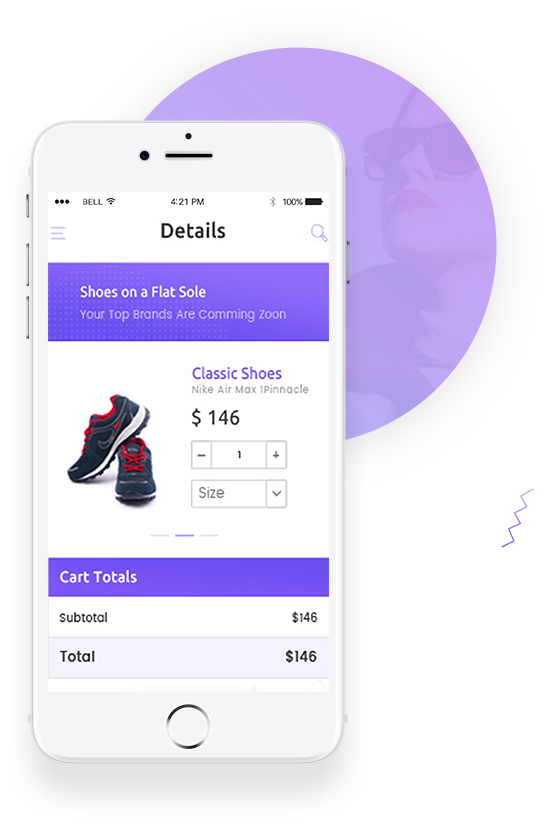 BELL 4:21 PM 100%
Details
Shoes on a Flat Sole
Your Top Brands Are Comming Zoon
Classic Shoes
Nike Air Max 1Pinnacle
$ 146
1
Size
Cart Totals
Subtotal $146
Total $146